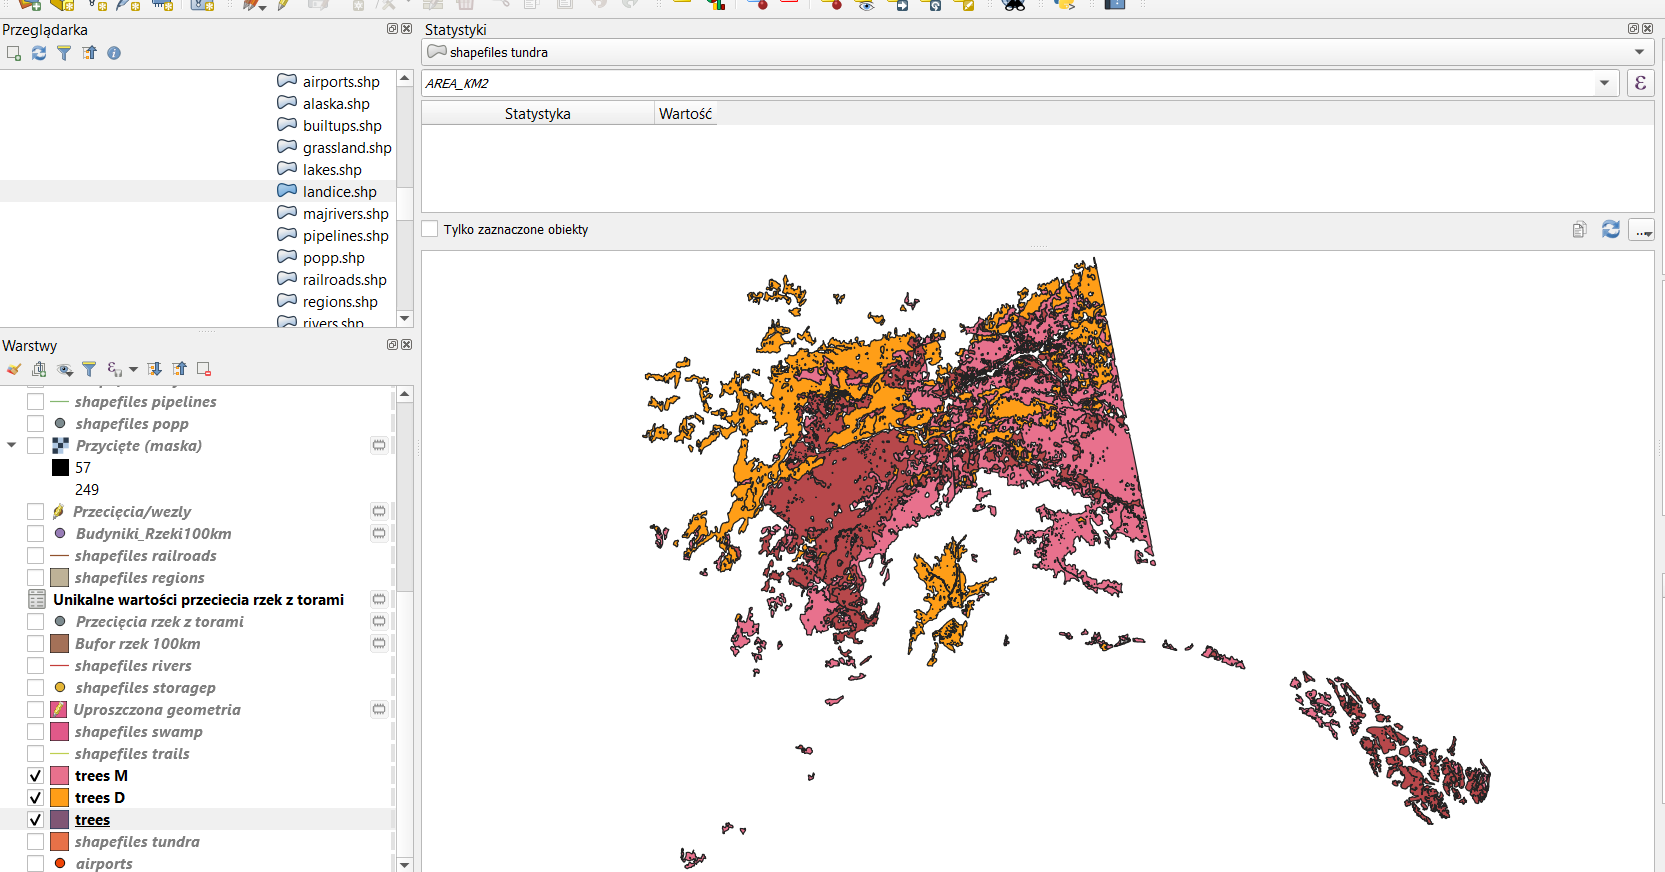 Przeglądarka
airports.shp
alaska.shp
builtups.shp
grassland.shp
lakes.shp
landice.shp
majrivers.shp
pipelines.shp
popp.shp
railroads.shp
regions.shp
rivers.shp
Warstwy
shapefiles pipelines
shapefiles popp
Przycięte (maska)
57
249
Przecięcia/wezly
Budyniki_Rzeki100km
shapefiles railroads
shapefiles regions
Unikalne wartości przeciecia rzek z torami
Przecięcia rzek z torami
Bufor rzek 100km
shapefiles rivers
shapefiles storagep
Uproszczona geometria
shapefiles swamp
shapefiles trails
trees M
trees D
trees
shapefiles tundra
airports
Statystyki
shapefiles tundra
AREA_KM2
ε
Statystyka Wartość
Tylko zaznaczone obiekty
...